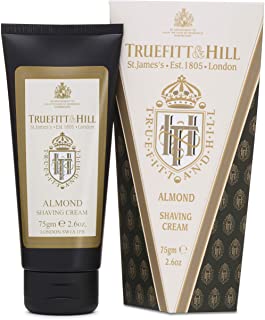 TRUEFITT & HILL
St James's • Est. 1805 • London
ALMOND
SHAVING CREAM
75gm ℮ 2.6oz.
TRUEFITT&HILL
St. James's • Est. 1805 • London
TRUEFITT AND HILL
ALMOND
SHAVING
CREAM
75gm ℮
2.6oz.